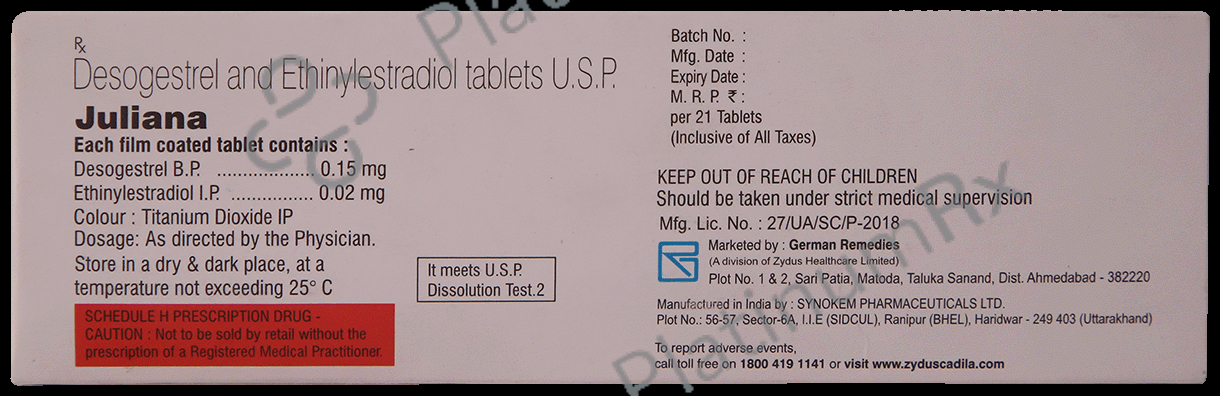 Rx
Desogestrel and Ethinylestradiol tablets U.S.P.
Juliana
Each film coated tablet contains :
Desogestrel B.P. ................... 0.15 mg
Ethinylestradiol I.P. ................ 0.02 mg
Colour : Titanium Dioxide IP
Dosage: As directed by the Physician.
Store in a dry & dark place, at a
temperature not exceeding 25° C
SCHEDULE H PRESCRIPTION DRUG -
CAUTION : Not to be sold by retail without the
prescription of a Registered Medical Practitioner.
It meets U.S.P.
Dissolution Test.2
Batch No. :
Mfg. Date :
Expiry Date :
M. R. P. ₹ :
per 21 Tablets
(Inclusive of All Taxes)
KEEP OUT OF REACH OF CHILDREN
Should be taken under strict medical supervision
Mfg. Lic. No. : 27/UA/SC/P-2018
Marketed by : German Remedies
(A division of Zydus Healthcare Limited)
Plot No. 1 & 2, Sari Patia, Matoda, Taluka Sanand, Dist. Ahmedabad - 382220
Manufactured in India by : SYNOKEM PHARMACEUTICALS LTD.
Plot No.: 56-57, Sector-6A, I.I.E (SIDCUL), Ranipur (BHEL), Haridwar - 249 403 (Uttarakhand)
To report adverse events,
call toll free on 1800 419 1141 or visit www.zyduscadila.com
PlatinumRx